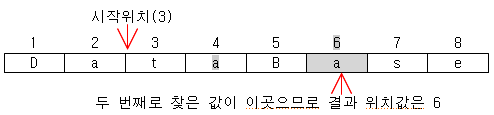 시작위치(3)
1 2 3 4 5 6 7 8
D a t a B a s e
두 번째로 찾은 값이 이곳으므로 결과 위치값은 6